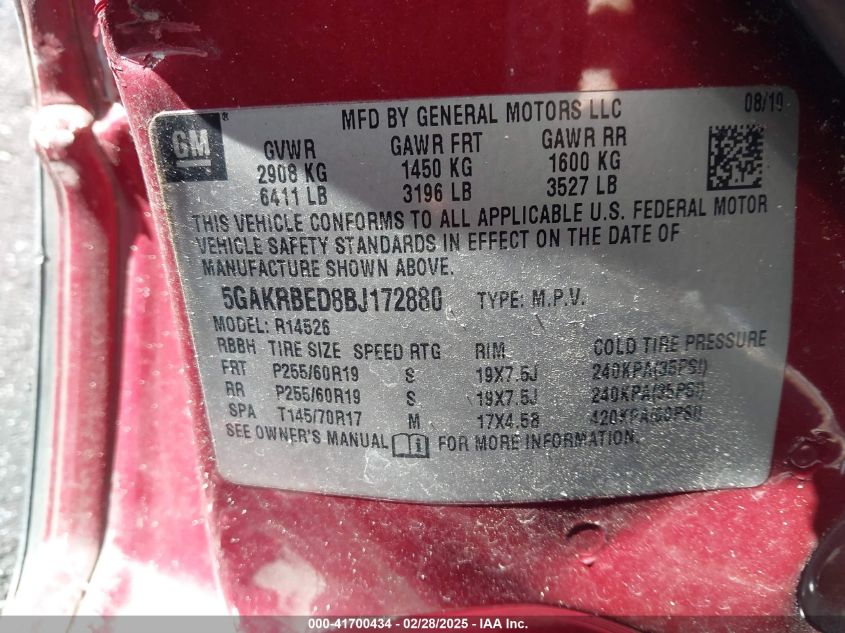 MFD BY GENERAL MOTORS LLC 08/10
GM®
GVWR GAWR FRT GAWR RR
2908 KG 1450 KG 1600 KG
6411 LB 3196 LB 3527 LB
THIS VEHICLE CONFORMS TO ALL APPLICABLE U.S. FEDERAL MOTOR
VEHICLE SAFETY STANDARDS IN EFFECT ON THE DATE OF
MANUFACTURE SHOWN ABOVE.
5GAKRBED8BJ172880 TYPE: M.P.V.
MODEL: R14526
RBBH TIRE SIZE SPEED RTG RIM COLD TIRE PRESSURE
FRT P255/60R19 S 19X7.5J 240KPA(35PSI)
RR P255/60R19 S 19X7.5J 240KPA(35PSI)
SPA T145/70R17 M 17X4.5B 420KPA(60PSI)
SEE OWNER'S MANUAL FOR MORE INFORMATION.
000-41700434 - 02/28/2025 - IAA Inc.